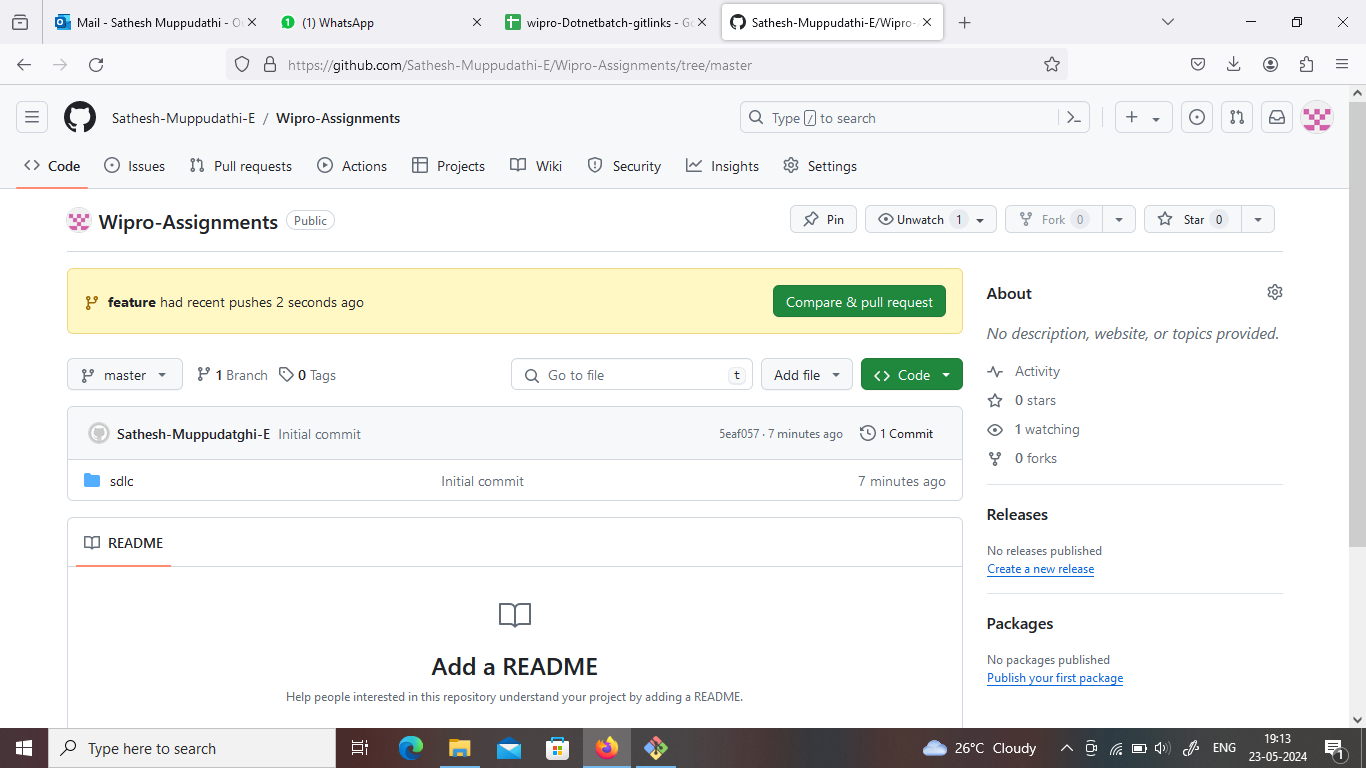 Mail - Sathesh Muppudathi - Ou
(1) WhatsApp
wipro-Dotnetbatch-gitlinks - Go
Sathesh-Muppudathi-E/Wipro-
https://github.com/Sathesh-Muppudathi-E/Wipro-Assignments/tree/master
Sathesh-Muppudathi-E / Wipro-Assignments
Type / to search
Code
Issues
Pull requests
Actions
Projects
Wiki
Security
Insights
Settings
Wipro-Assignments Public
Pin
Unwatch 1
Fork 0
Star 0
feature had recent pushes 2 seconds ago
Compare & pull request
master
1 Branch
0 Tags
Go to file t
Add file
<> Code
Sathesh-Muppudatghi-E Initial commit
5eaf057 · 7 minutes ago
1 Commit
sdlc
Initial commit
7 minutes ago
README
Add a README
Help people interested in this repository understand your project by adding a README.
About
No description, website, or topics provided.
Activity
0 stars
1 watching
0 forks
Releases
No releases published
Create a new release
Packages
No packages published
Publish your first package
Type here to search
26°C Cloudy
ENG
19:13
23-05-2024
1